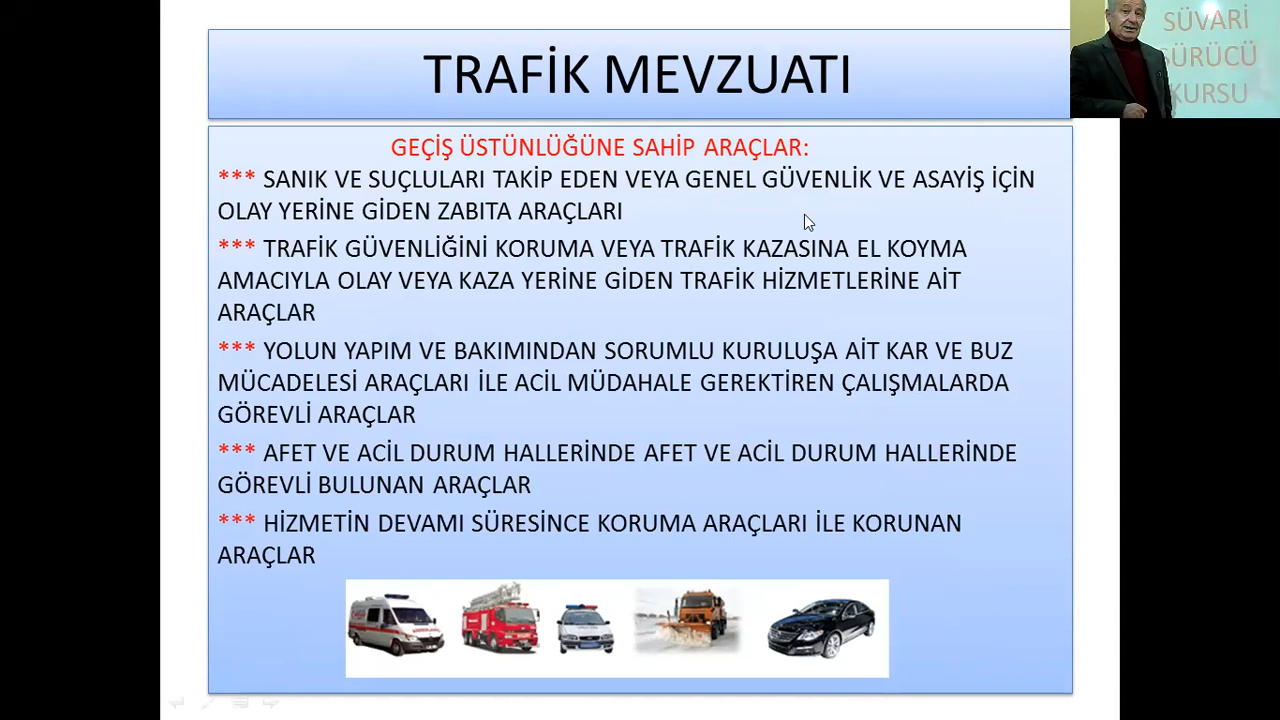 TRAFİK MEVZUATI
SÜVARİ
SÜRÜCÜ
KURSU
GEÇİŞ ÜSTÜNLÜĞÜNE SAHİP ARAÇLAR:
*** SANIK VE SUÇLULARI TAKİP EDEN VEYA GENEL GÜVENLİK VE ASAYİŞ İÇİN
OLAY YERİNE GİDEN ZABITA ARAÇLARI
*** TRAFİK GÜVENLİĞİNİ KORUMA VEYA TRAFİK KAZASINA EL KOYMA
AMACIYLA OLAY VEYA KAZA YERİNE GİDEN TRAFİK HİZMETLERİNE AİT
ARAÇLAR
*** YOLUN YAPIM VE BAKIMINDAN SORUMLU KURULUŞA AİT KAR VE BUZ
MÜCADELESİ ARAÇLARI İLE ACİL MÜDAHALE GEREKTİREN ÇALIŞMALARDA
GÖREVLİ ARAÇLAR
*** AFET VE ACİL DURUM HALLERİNDE AFET VE ACİL DURUM HALLERİNDE
GÖREVLİ BULUNAN ARAÇLAR
*** HİZMETİN DEVAMI SÜRESİNCE KORUMA ARAÇLARI İLE KORUNAN
ARAÇLAR